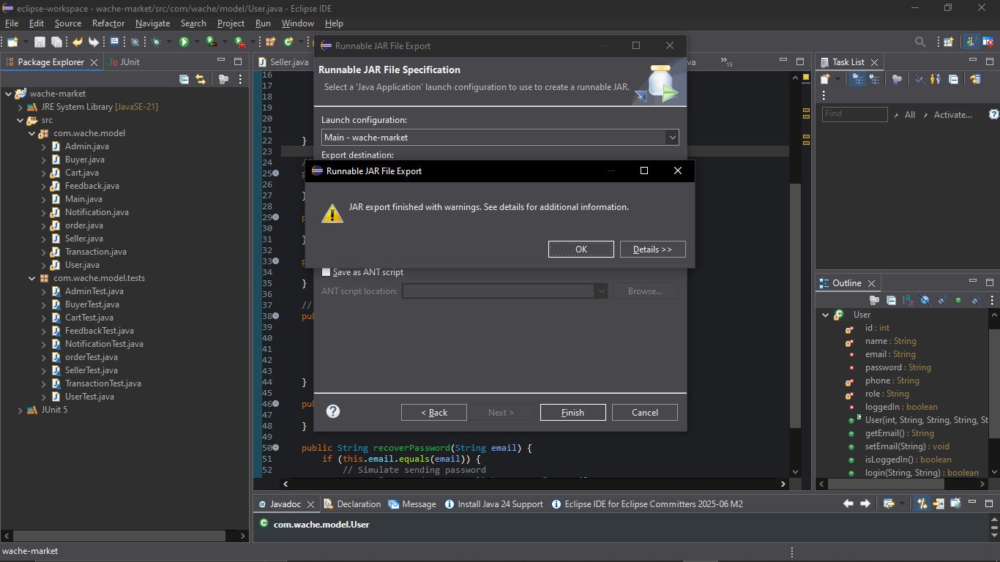 eclipse-workspace - wache-market/src/com/wache/model/User.java - Eclipse IDE
File Edit Source Refactor Navigate Search Project Run Window Help
Package Explorer
JUnit
wache-market
JRE System Library [JavaSE-21]
src
com.wache.model
Admin.java
Buyer.java
Cart.java
Feedback.java
Main.java
Notification.java
order.java
Seller.java
Transaction.java
User.java
com.wache.model.tests
AdminTest.java
BuyerTest.java
CartTest.java
FeedbackTest.java
NotificationTest.java
orderTest.java
SellerTest.java
TransactionTest.java
UserTest.java
JUnit 5
Seller.java
va
»13
16
17
18
19
20
21
22 }
23
24 //
25
26
27 }
28
29
30
31 }
32
33
34
35 }
36
37 //
38 pub
39
40
41
42
43
44 }
45
46 pub
47
48 }
49
50 public String recoverPassword(String email) {
51 if (this.email.equals(email)) {
52 // Simulate sending password
Runnable JAR File Export
Runnable JAR File Specification
Select a 'Java Application' launch configuration to use to create a runnable JAR.
Launch configuration:
Main - wache-market
Export destination:
Runnable JAR File Export
JAR export finished with warnings. See details for additional information.
OK
Details >>
Save as ANT script
ANT script location:
Browse...
< Back
Next >
Finish
Cancel
Task List
Find
All
Activate...
Outline
User
id : int
name : String
email : String
password : String
phone : String
role : String
loggedIn : boolean
User(int, String, String, String, St
getEmail() : String
setEmail(String) : void
isLoggedIn() : boolean
login(String, String) : boolean
Javadoc
Declaration
Message
Install Java 24 Support
Eclipse IDE for Eclipse Committers 2025-06 M2
com.wache.model.User
wache-market